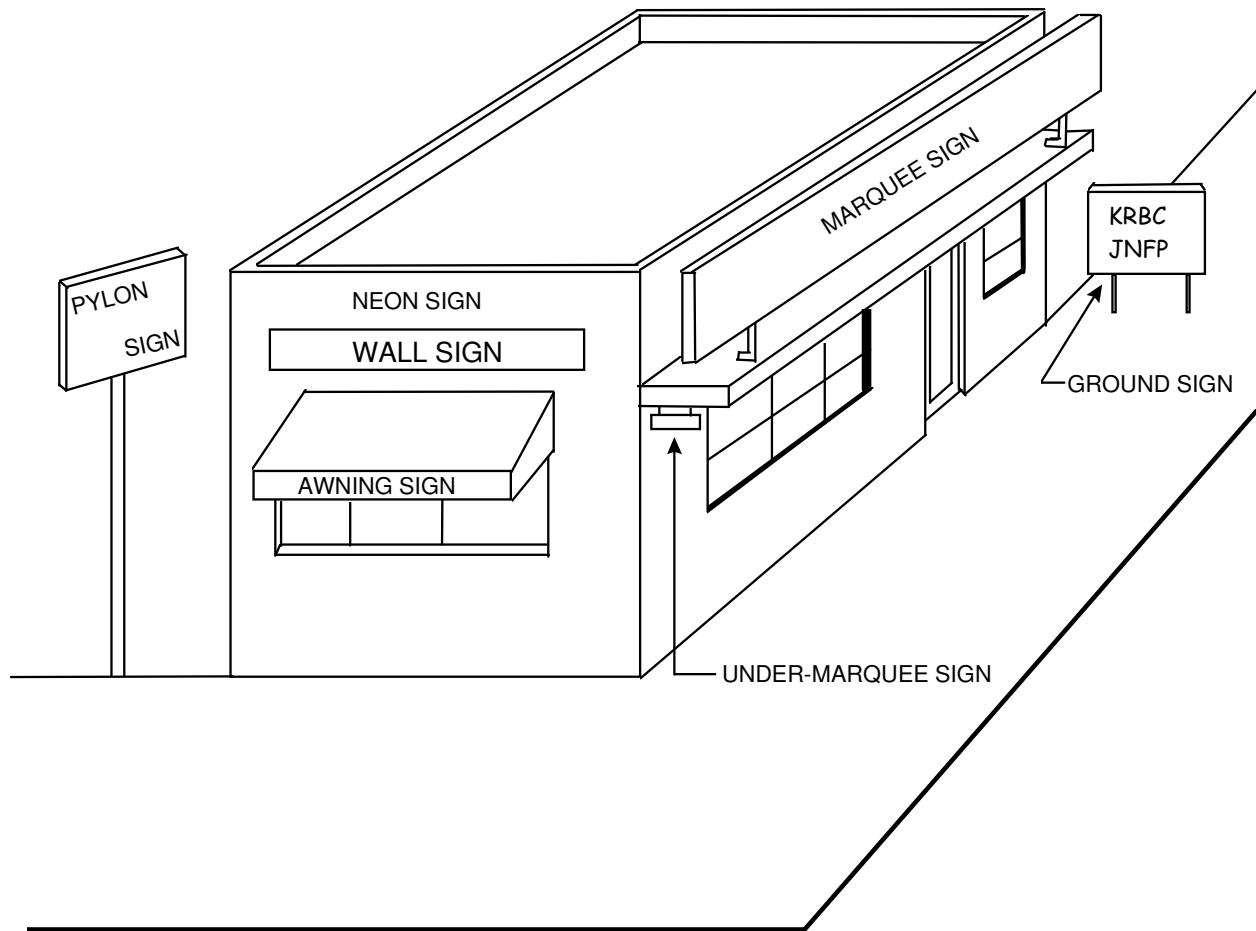 MARQUEE SIGN
KRBC
JNFP
PYLON
SIGN
NEON SIGN
WALL SIGN
GROUND SIGN
AWNING SIGN
UNDER-MARQUEE SIGN